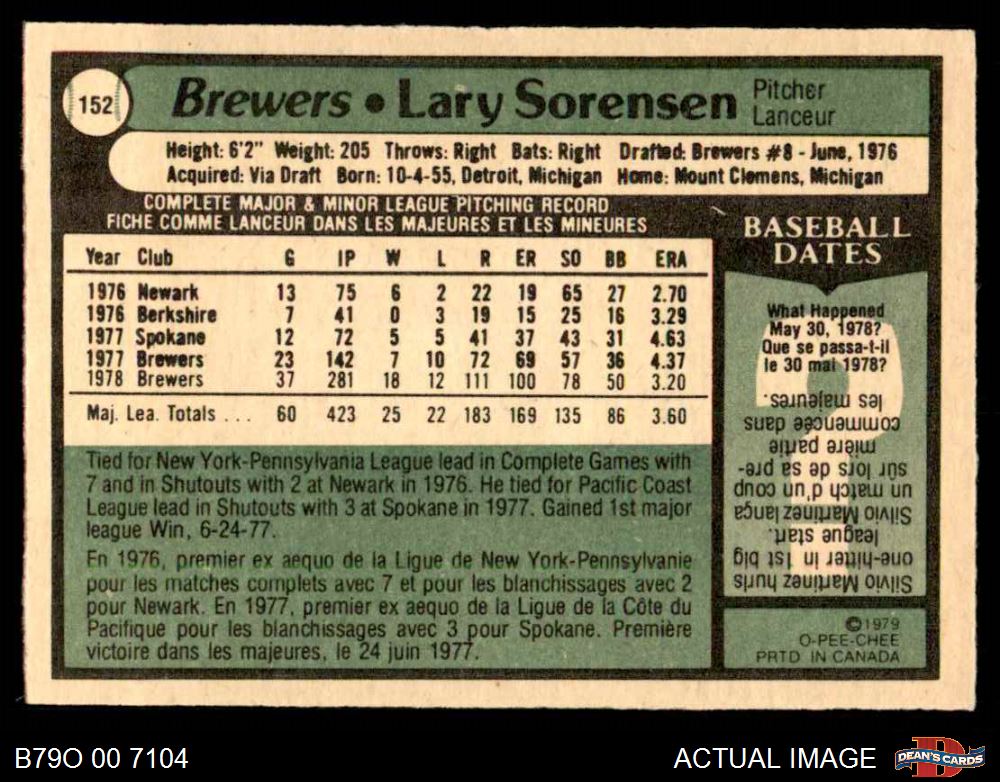 152
Brewers • Lary Sorensen
Pitcher
Lanceur
Height: 6'2" Weight: 205 Throws: Right Bats: Right Drafted: Brewers #8 - June, 1976
Acquired: Via Draft Born: 10-4-55, Detroit, Michigan Home: Mount Clemens, Michigan
COMPLETE MAJOR & MINOR LEAGUE PITCHING RECORD
FICHE COMME LANCEUR DANS LES MAJEURES ET LES MINEURES
Year Club G IP W L R ER SO BB ERA
1976 Newark 13 75 6 2 22 19 65 27 2.70
1976 Berkshire 7 41 0 3 19 15 25 16 3.29
1977 Spokane 12 72 5 5 41 37 43 31 4.63
1977 Brewers 23 142 7 10 72 69 57 36 4.37
1978 Brewers 37 281 18 12 111 100 78 50 3.20
Maj. Lea. Totals . . . 60 423 25 22 183 169 135 86 3.60
Tied for New York-Pennsylvania League lead in Complete Games with
7 and in Shutouts with 2 at Newark in 1976. He tied for Pacific Coast
League lead in Shutouts with 3 at Spokane in 1977. Gained 1st major
league Win, 6-24-77.
En 1976, premier ex aequo de la Ligue de New York-Pennsylvanie
pour les matches complets avec 7 et pour les blanchissages avec 2
pour Newark. En 1977, premier ex aequo de la Ligue de la Côte du
Pacifique pour les blanchissages avec 3 pour Spokane. Première
victoire dans les majeures, le 24 juin 1977.
BASEBALL
DATES
What Happened
May 30, 1978?
Que se passa-t-il
le 30 mai 1978?
Silvio Martinez hurls
one-hitter in 1st big
league start.
Silvio Martinez lança
un match d'un coup
sûr lors de sa pre-
mière partie
commencée dans
les majeures.
©1979
O-PEE-CHEE
PRTD IN CANADA
B79O 00 7104
ACTUAL IMAGE
DEAN'S CARDS